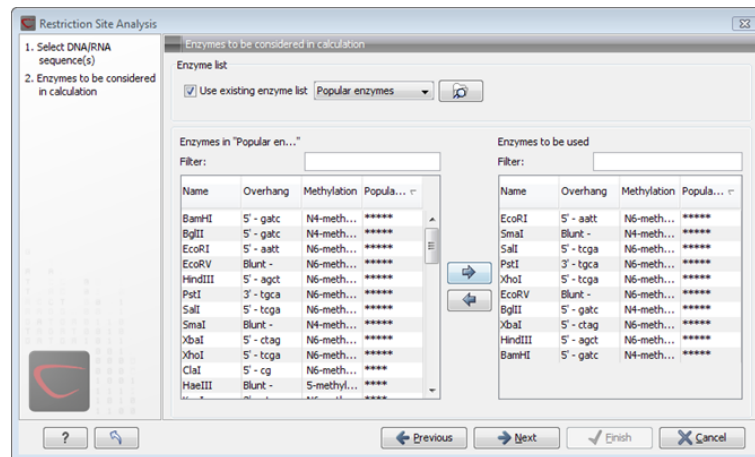 Restriction Site Analysis
1. Select DNA/RNA
sequence(s)
2. Enzymes to be considered
in calculation
Enzymes to be considered in calculation
Enzyme list
Use existing enzyme list Popular enzymes
Enzymes in "Popular en..."
Filter:
Name Overhang Methylation Popula...
BamHI 5' - gatc N4-meth... *****
BglII 5' - gatc N4-meth... *****
EcoRI 5' - aatt N6-meth... *****
EcoRV Blunt - N6-meth... *****
HindIII 5' - agct N6-meth... *****
PstI 3' - tgca N6-meth... *****
SalI 5' - tcga N6-meth... *****
SmaI Blunt - N4-meth... *****
XbaI 5' - ctag N6-meth... *****
XhoI 5' - tcga N6-meth... *****
ClaI 5' - cg N6-meth... ****
HaeIII Blunt - 5-methyl... ****
Enzymes to be used
Filter:
Name Overhang Methylation Popula...
EcoRI 5' - aatt N6-meth... *****
SmaI Blunt - N4-meth... *****
SalI 5' - tcga N6-meth... *****
PstI 3' - tgca N6-meth... *****
XhoI 5' - tcga N6-meth... *****
EcoRV Blunt - N6-meth... *****
BglII 5' - gatc N4-meth... *****
XbaI 5' - ctag N6-meth... *****
HindIII 5' - agct N6-meth... *****
BamHI 5' - gatc N4-meth... *****
? Previous Next Finish Cancel